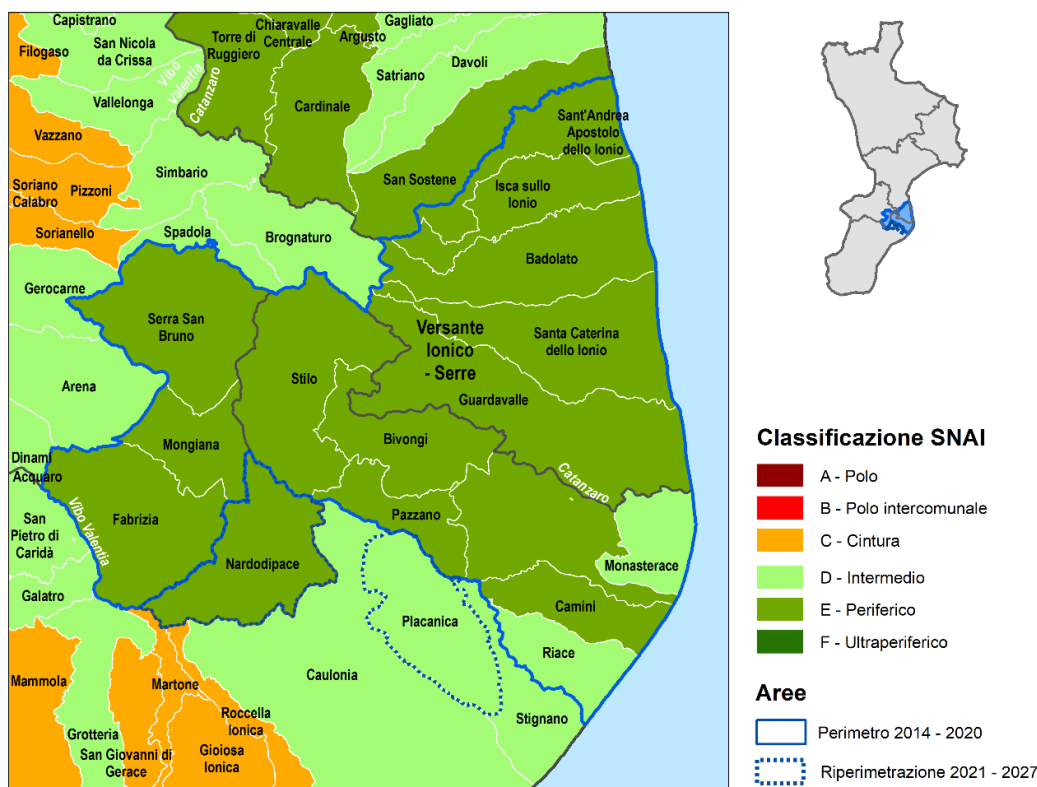 Capistrano
Filogaso
San Nicola
da Crissa
Vibo
Valentia
Catanzaro
Vallelonga
Vazzano
Soriano
Calabro
Pizzoni
Sorianello
Simbario
Spadola
Brognaturo
Torre di
Ruggiero
Chiaravalle
Centrale
Argusto
Gagliato
Cardinale
Satriano
Davoli
San Sostene
Sant'Andrea
Apostolo
dello Ionio
Isca sullo
Ionio
Badolato
Gerocarne
Serra San
Bruno
Arena
Stilo
Versante
Ionico
- Serre
Santa Caterina
dello Ionio
Guardavalle
Mongiana
Bivongi
Catanzaro
-
Dinami
Acquaro
Vibo Valentia
Fabrizia
Pazzano
San
Pietro di
Caridà
Nardodipace
Monasterace
Galatro
Placanica
Camini
Riace
Mammola
Martone
Caulonia
Stignano
Grotteria
Roccella
Ionica
San Giovanni di
Gerace
Gioiosa
Ionica
Classificazione SNAI
A - Polo
B - Polo intercomunale
C - Cintura
D - Intermedio
E - Periferico
F - Ultraperiferico
Aree
Perimetro 2014 - 2020
Riperimetrazione 2021 - 2027